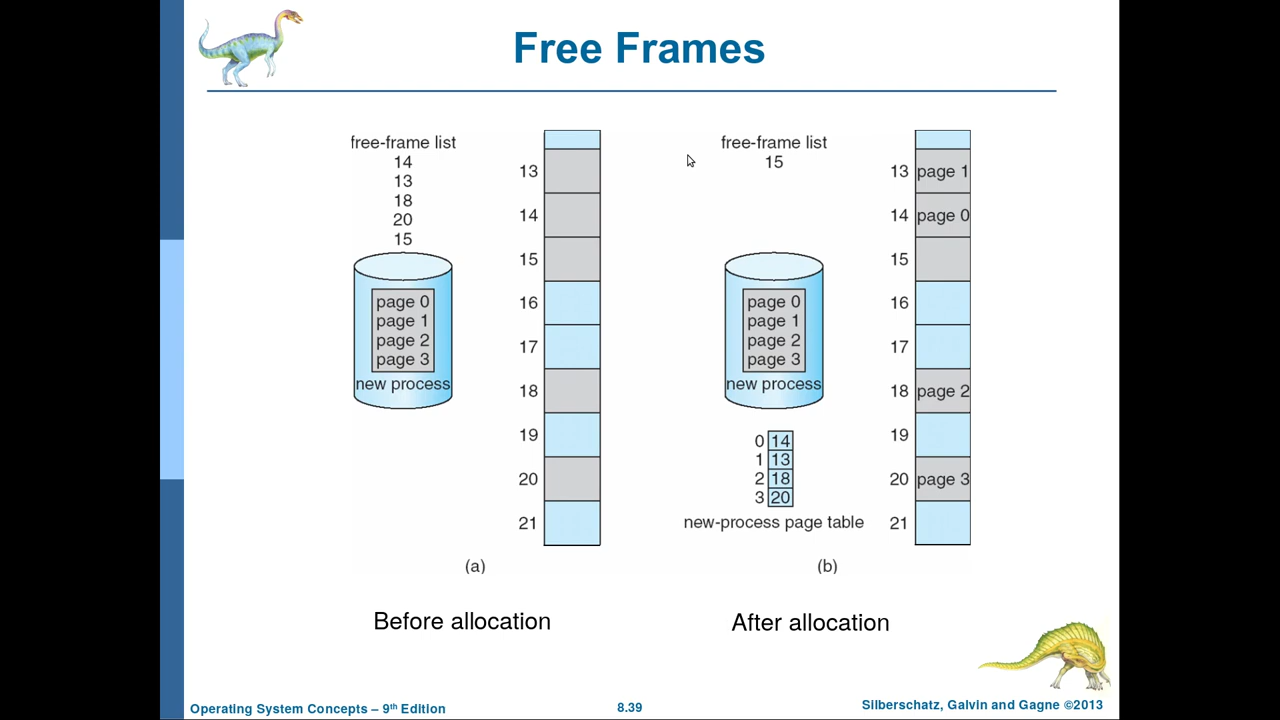 Free Frames
free-frame list
14
13
18
20
15
page 0
page 1
page 2
page 3
new process
13
14
15
16
17
18
19
20
21
(a)
Before allocation
free-frame list
15
page 0
page 1
page 2
page 3
new process
0 14
1 13
2 18
3 20
new-process page table
13 page 1
14 page 0
15
16
17
18 page 2
19
20 page 3
21
(b)
After allocation
Operating System Concepts – 9th Edition
8.39
Silberschatz, Galvin and Gagne ©2013